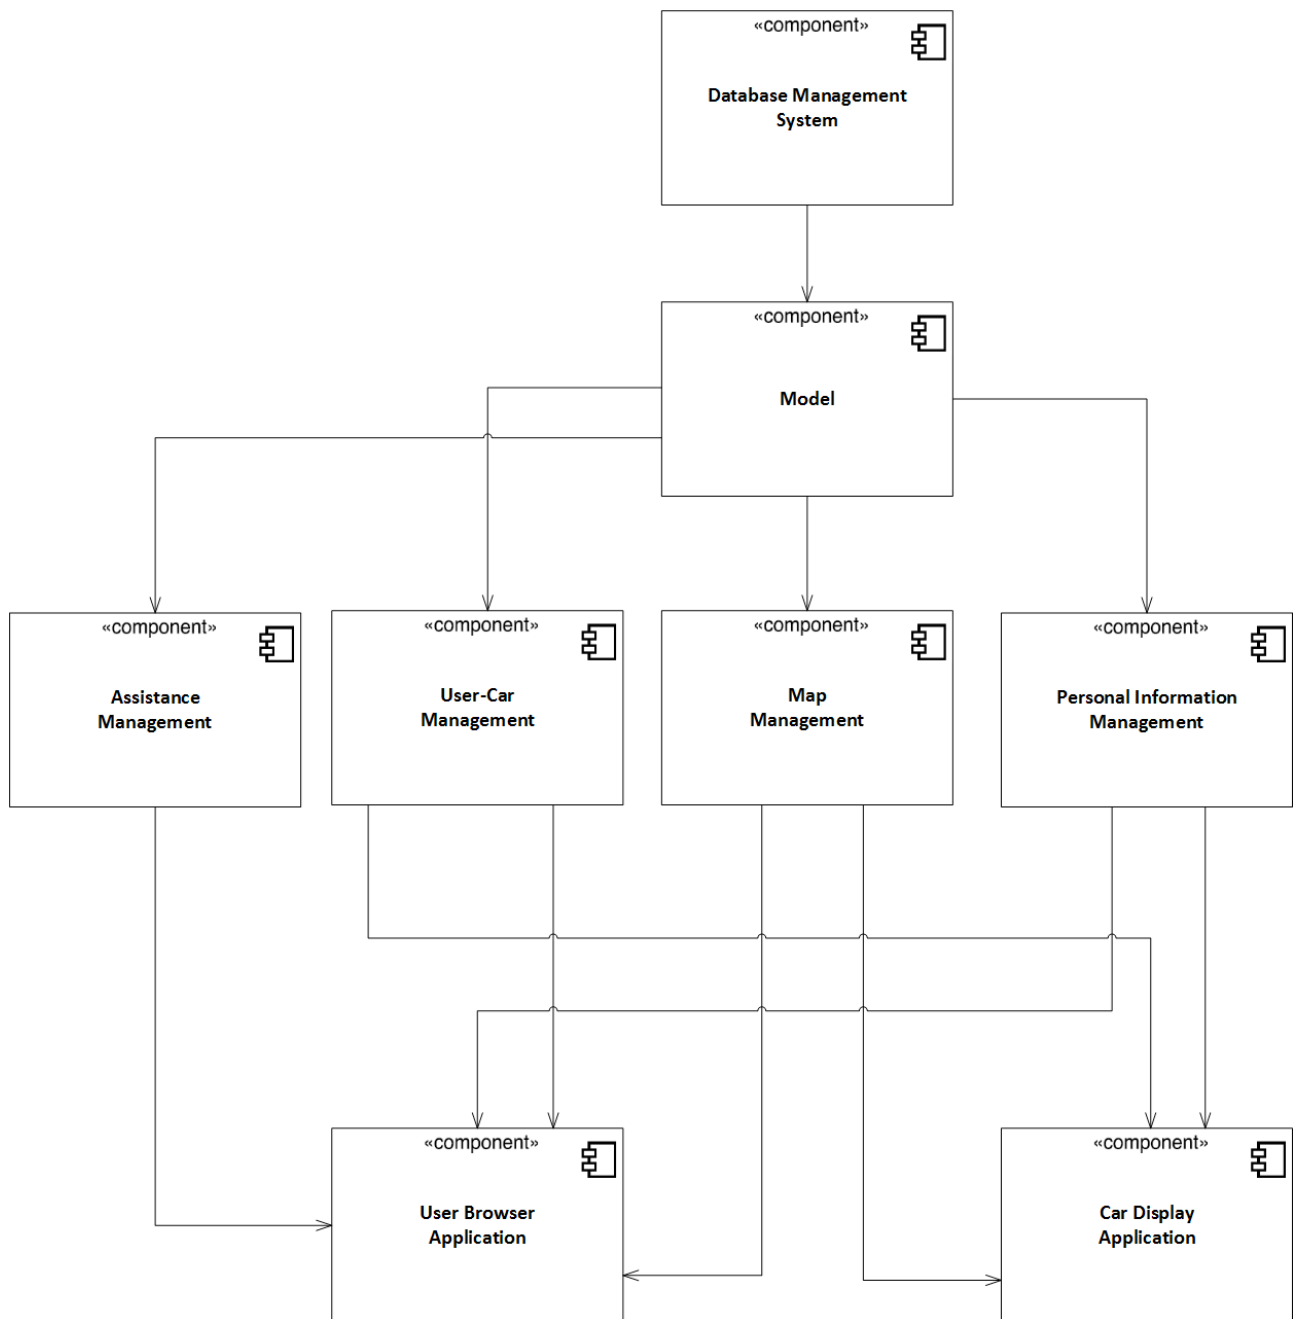 «component»
Database Management
System
«component»
Model
«component»
Assistance
Management
«component»
User-Car
Management
«component»
Map
Management
«component»
Personal Information
Management
«component»
User Browser
Application
«component»
Car Display
Application